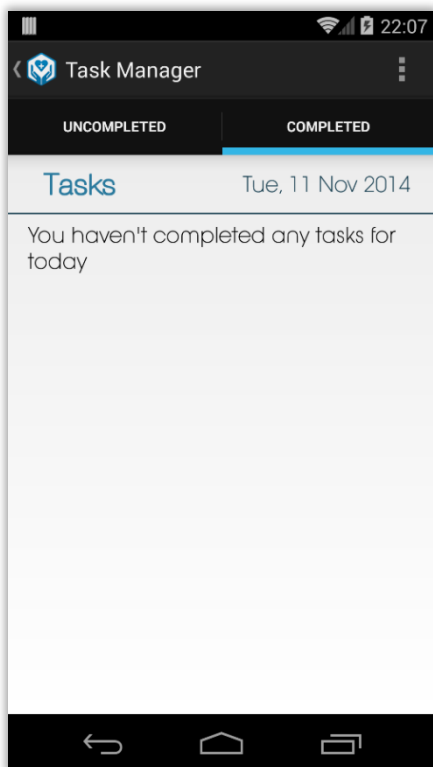 22:07
Task Manager
UNCOMPLETED COMPLETED
Tasks Tue, 11 Nov 2014
You haven't completed any tasks for
today